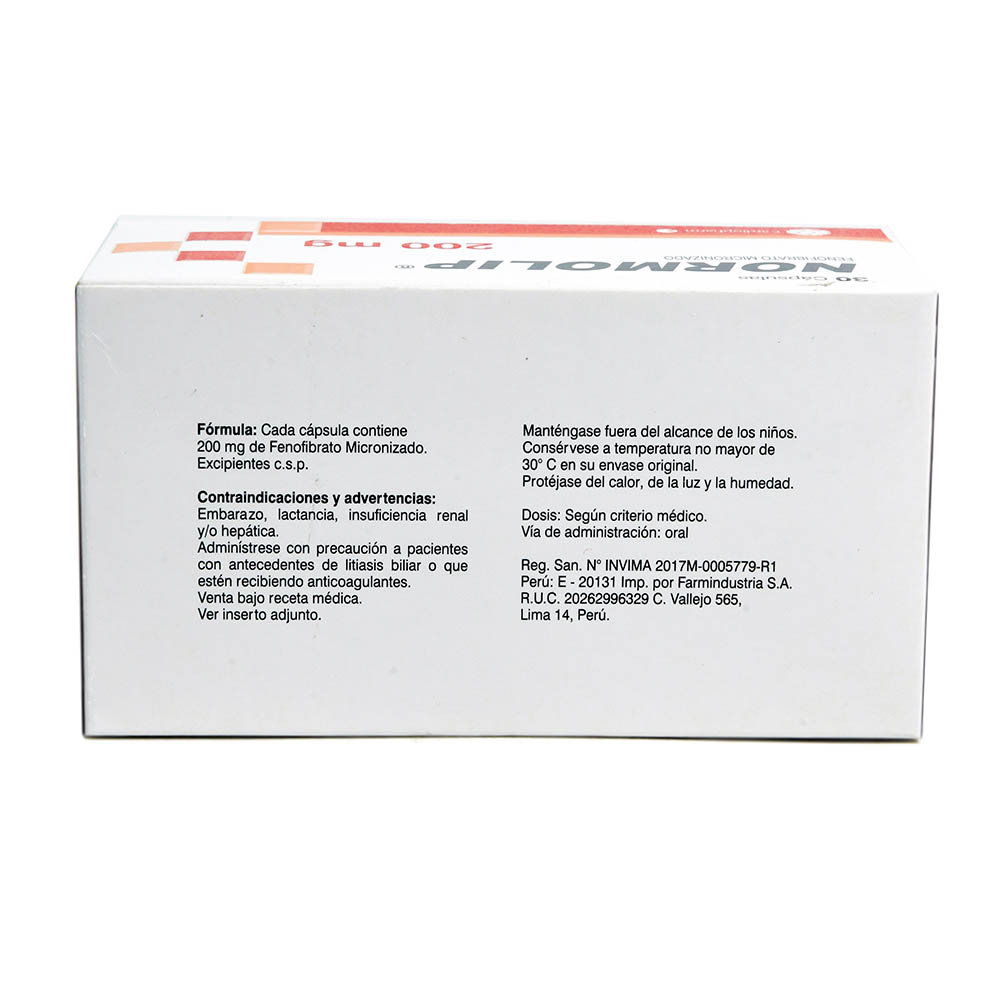 30 Cápsulas
NORMOLIP®
FENOFIBRATO MICRONIZADO
200 mg
Fórmula: Cada cápsula contiene
200 mg de Fenofibrato Micronizado.
Excipientes c.s.p.
Contraindicaciones y advertencias:
Embarazo, lactancia, insuficiencia renal
y/o hepática.
Adminístrese con precaución a pacientes
con antecedentes de litiasis biliar o que
estén recibiendo anticoagulantes.
Venta bajo receta médica.
Ver inserto adjunto.
Manténgase fuera del alcance de los niños.
Consérvese a temperatura no mayor de
30° C en su envase original.
Protéjase del calor, de la luz y la humedad.
Dosis: Según criterio médico.
Vía de administración: oral
Reg. San. N° INVIMA 2017M-0005779-R1
Perú: E - 20131 Imp. por Farmindustria S.A.
R.U.C. 20262996329 C. Vallejo 565,
Lima 14, Perú.